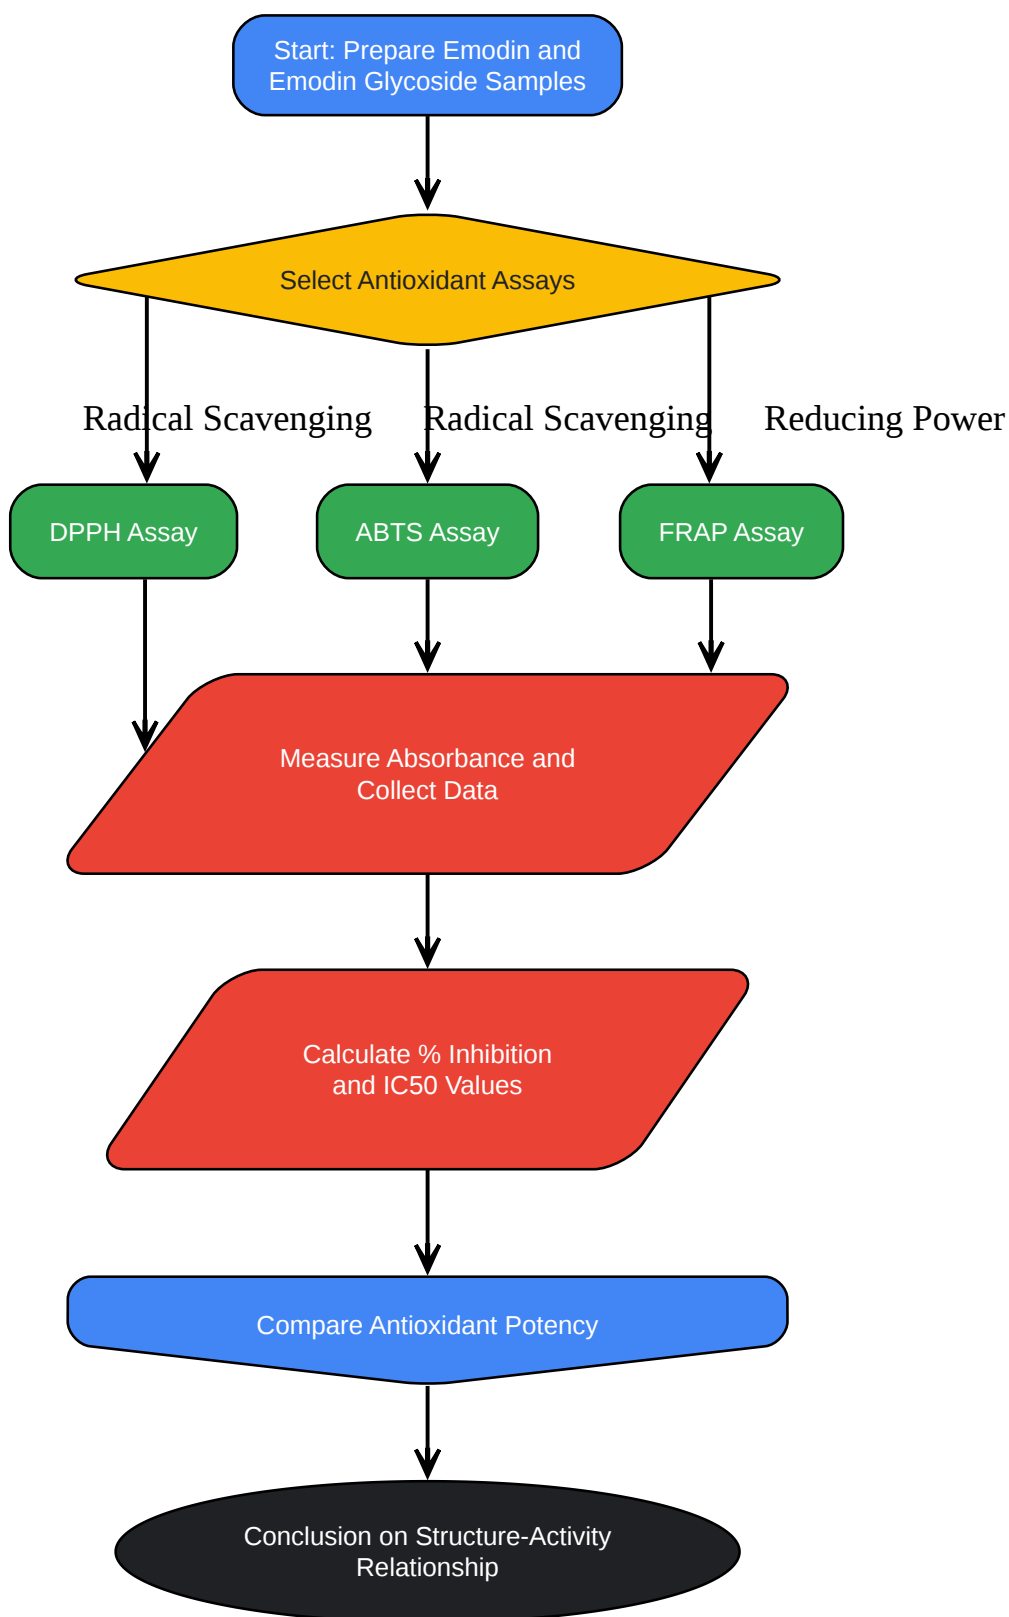 Start: Prepare Emodin and
Emodin Glycoside Samples
Select Antioxidant Assays
Radical Scavenging
Radical Scavenging
Reducing Power
DPPH Assay
ABTS Assay
FRAP Assay
Measure Absorbance and
Collect Data
Calculate % Inhibition
and IC50 Values
Compare Antioxidant Potency
Conclusion on Structure-Activity
Relationship